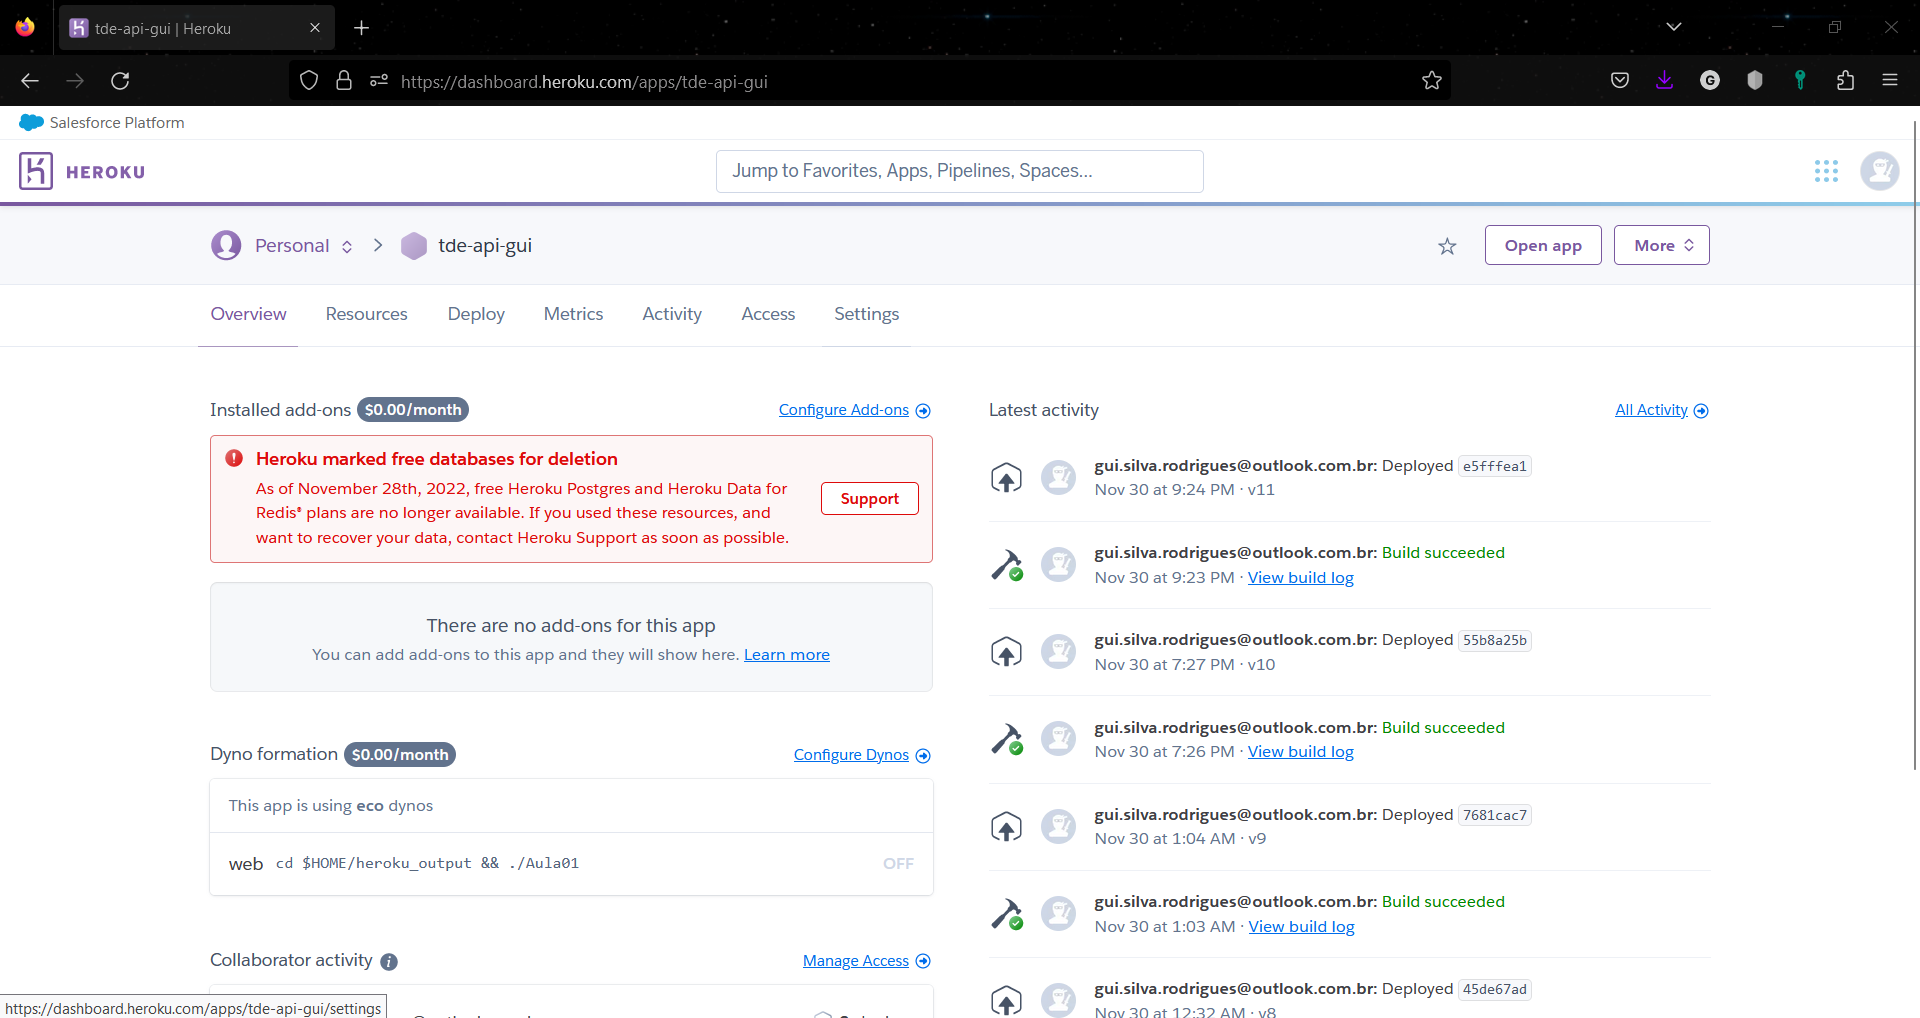 tde-api-gui | Heroku
https://dashboard.heroku.com/apps/tde-api-gui
Salesforce Platform
HEROKU
Jump to Favorites, Apps, Pipelines, Spaces...
Personal
tde-api-gui
Open app
More
Overview
Resources
Deploy
Metrics
Activity
Access
Settings
Installed add-ons $0.00/month
Configure Add-ons
Heroku marked free databases for deletion
As of November 28th, 2022, free Heroku Postgres and Heroku Data for
Redis® plans are no longer available. If you used these resources, and
want to recover your data, contact Heroku Support as soon as possible.
Support
There are no add-ons for this app
You can add add-ons to this app and they will show here. Learn more
Dyno formation $0.00/month
Configure Dynos
This app is using eco dynos
web cd $HOME/heroku_output && ./Aula01
OFF
Collaborator activity
Manage Access
Latest activity
All Activity
gui.silva.rodrigues@outlook.com.br: Deployed e5fffea1
Nov 30 at 9:24 PM · v11
gui.silva.rodrigues@outlook.com.br: Build succeeded
Nov 30 at 9:23 PM · View build log
gui.silva.rodrigues@outlook.com.br: Deployed 55b8a25b
Nov 30 at 7:27 PM · v10
gui.silva.rodrigues@outlook.com.br: Build succeeded
Nov 30 at 7:26 PM · View build log
gui.silva.rodrigues@outlook.com.br: Deployed 7681cac7
Nov 30 at 1:04 AM · v9
gui.silva.rodrigues@outlook.com.br: Build succeeded
Nov 30 at 1:03 AM · View build log
gui.silva.rodrigues@outlook.com.br: Deployed 45de67ad
Nov 30 at 12:32 AM · v8
https://dashboard.heroku.com/apps/tde-api-gui/settings